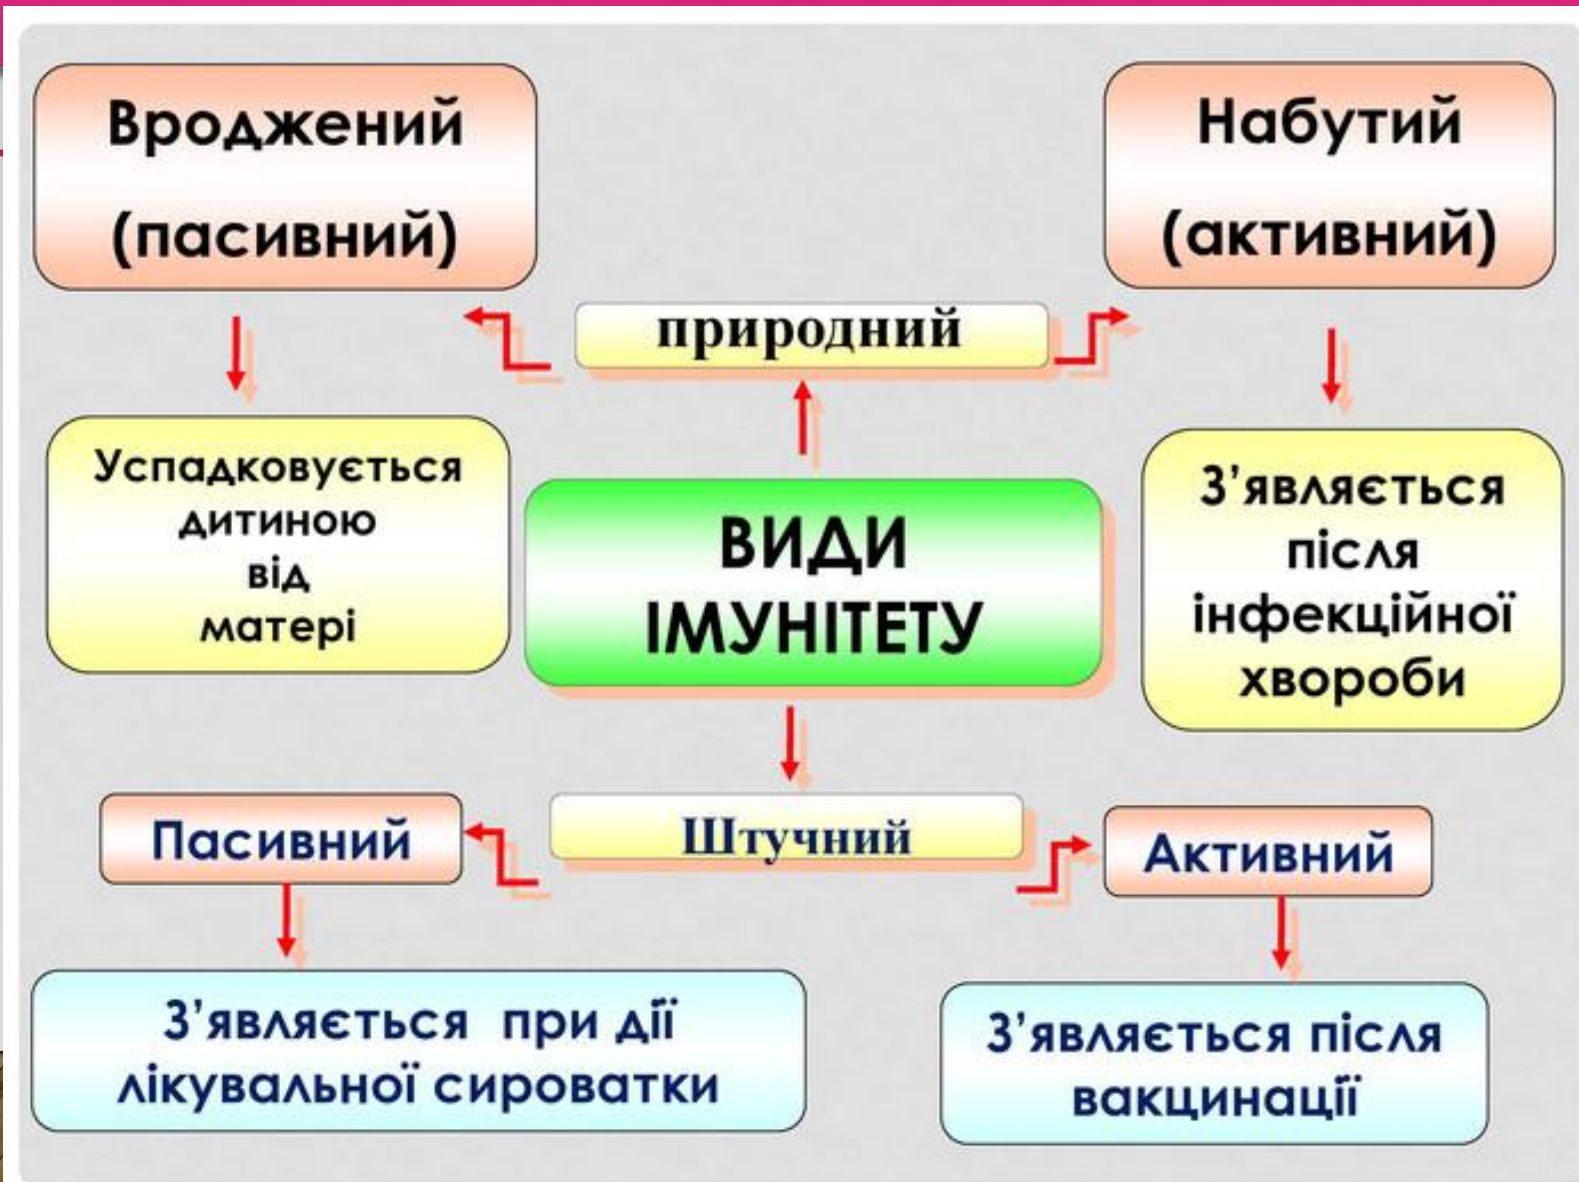 Вроджений
(пасивний)
Набутий
(активний)
природний
Успадковується
дитиною
від
матері
ВИДИ
ІМУНІТЕТУ
З’являється
після
інфекційної
хвороби
Пасивний
Штучний
Активний
З’являється при дії
лікувальної сироватки
З’являється після
вакцинації